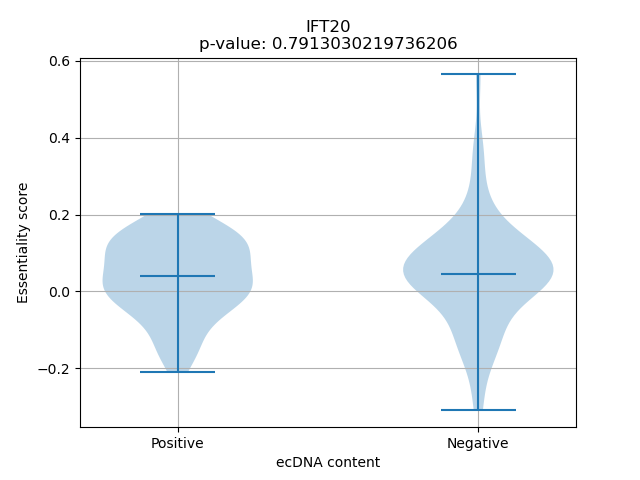 IFT20
p-value: 0.7913030219736206
0.6
0.4
0.2
0.0
−0.2
Essentiality score
Positive
Negative
ecDNA content